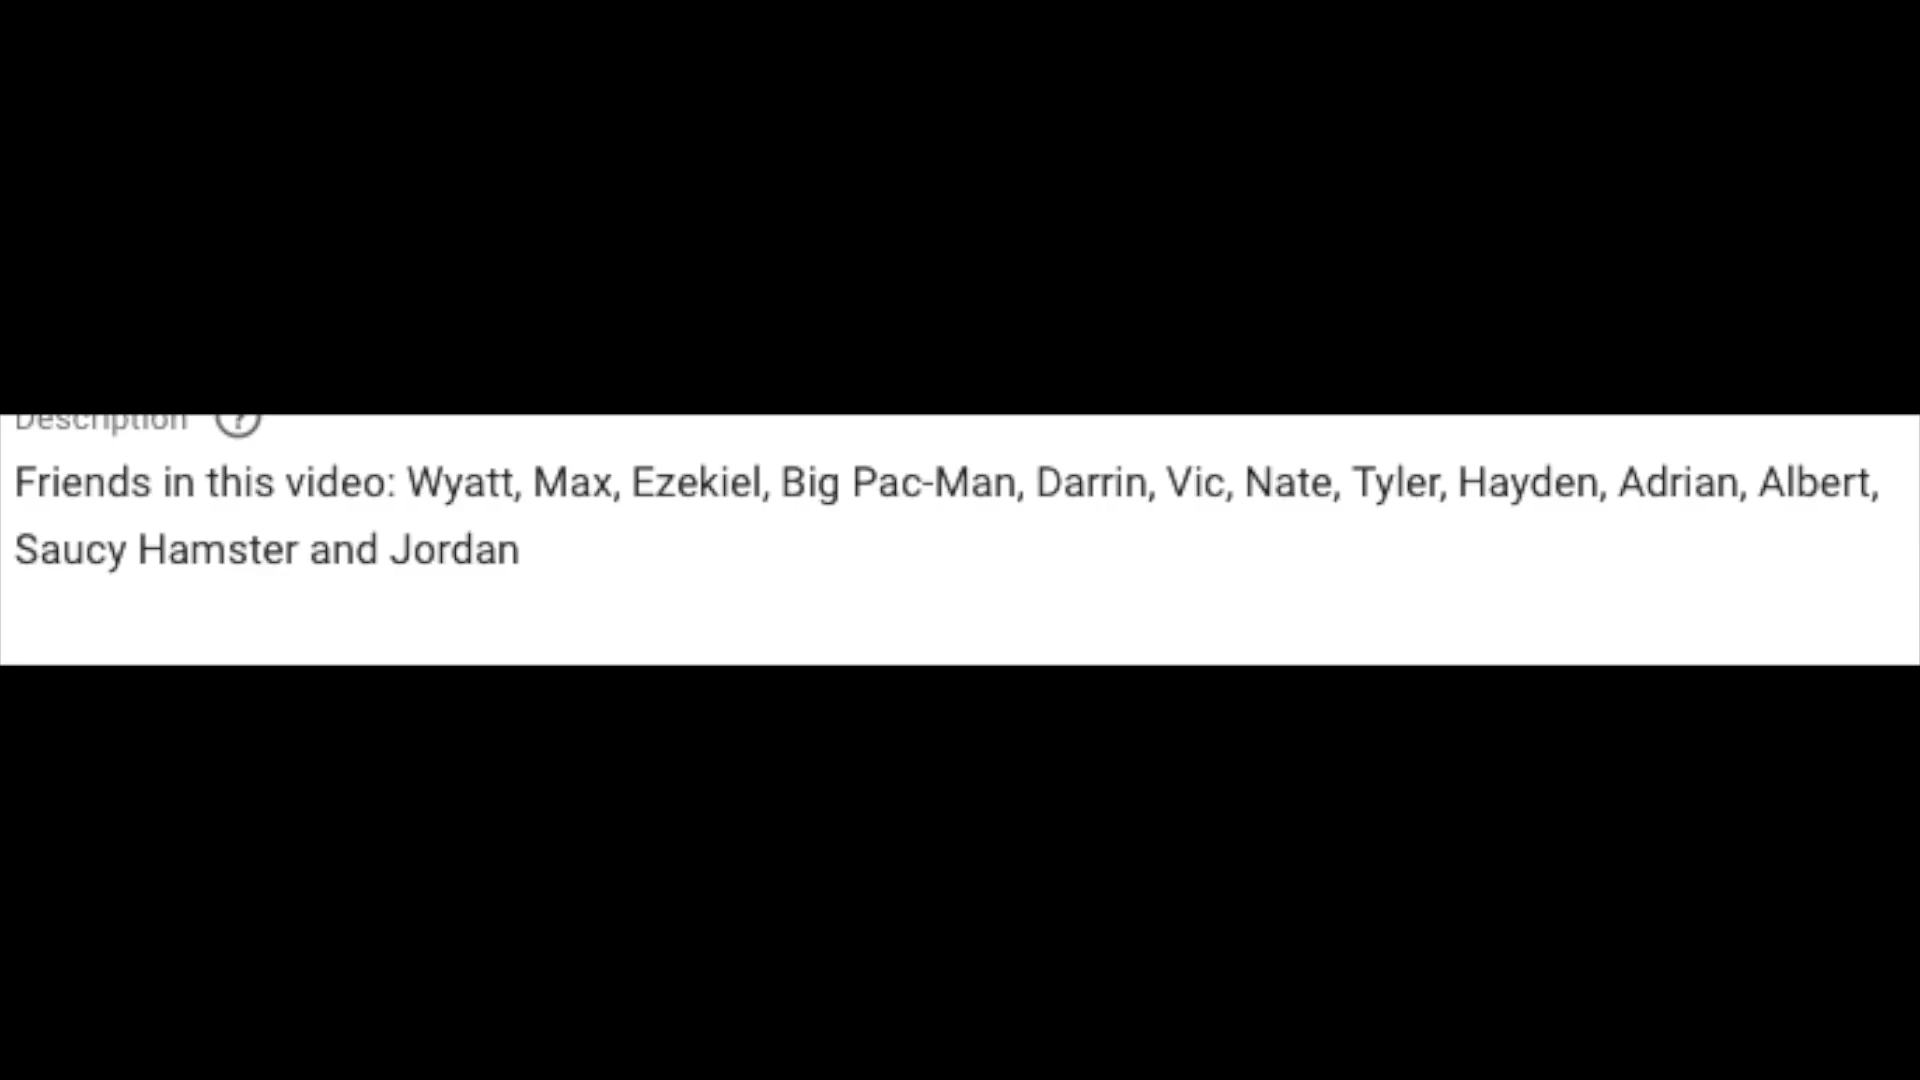 Description ?
Friends in this video: Wyatt, Max, Ezekiel, Big Pac-Man, Darrin, Vic, Nate, Tyler, Hayden, Adrian, Albert,
Saucy Hamster and Jordan